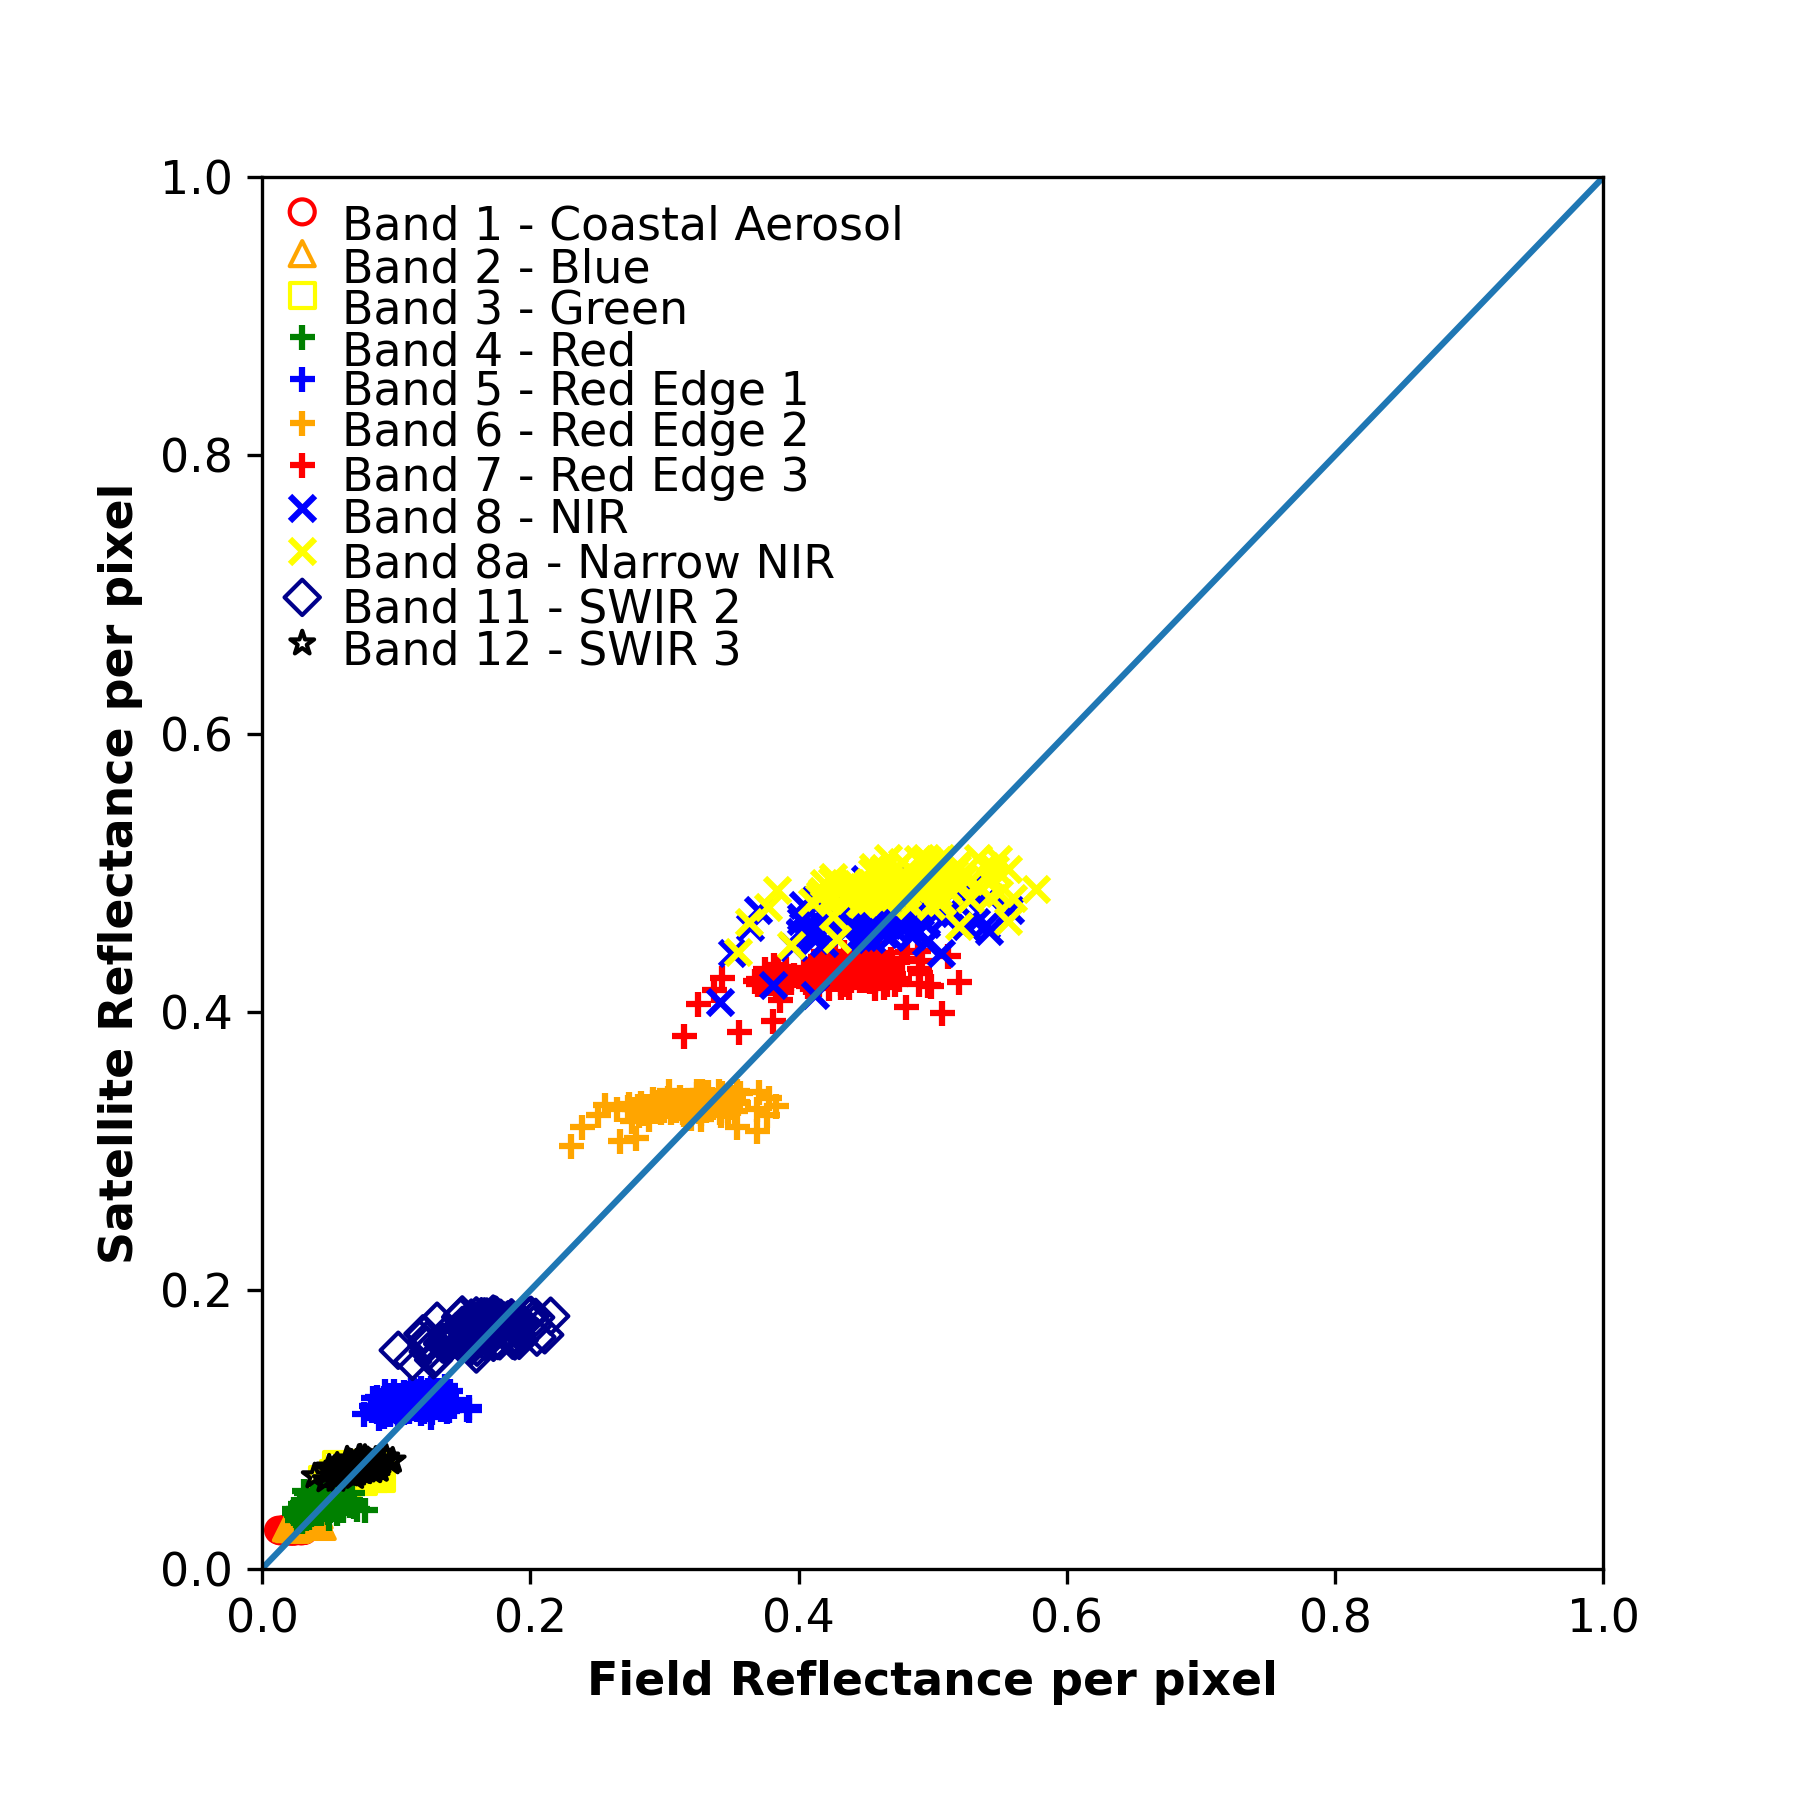 1.0
0.8
0.6
0.4
0.2
0.0
Satellite Reflectance per pixel
Band 1 - Coastal Aerosol
Band 2 - Blue
Band 3 - Green
Band 4 - Red
Band 5 - Red Edge 1
Band 6 - Red Edge 2
Band 7 - Red Edge 3
Band 8 - NIR
Band 8a - Narrow NIR
Band 11 - SWIR 2
Band 12 - SWIR 3
0.0 0.2 0.4 0.6 0.8 1.0
Field Reflectance per pixel